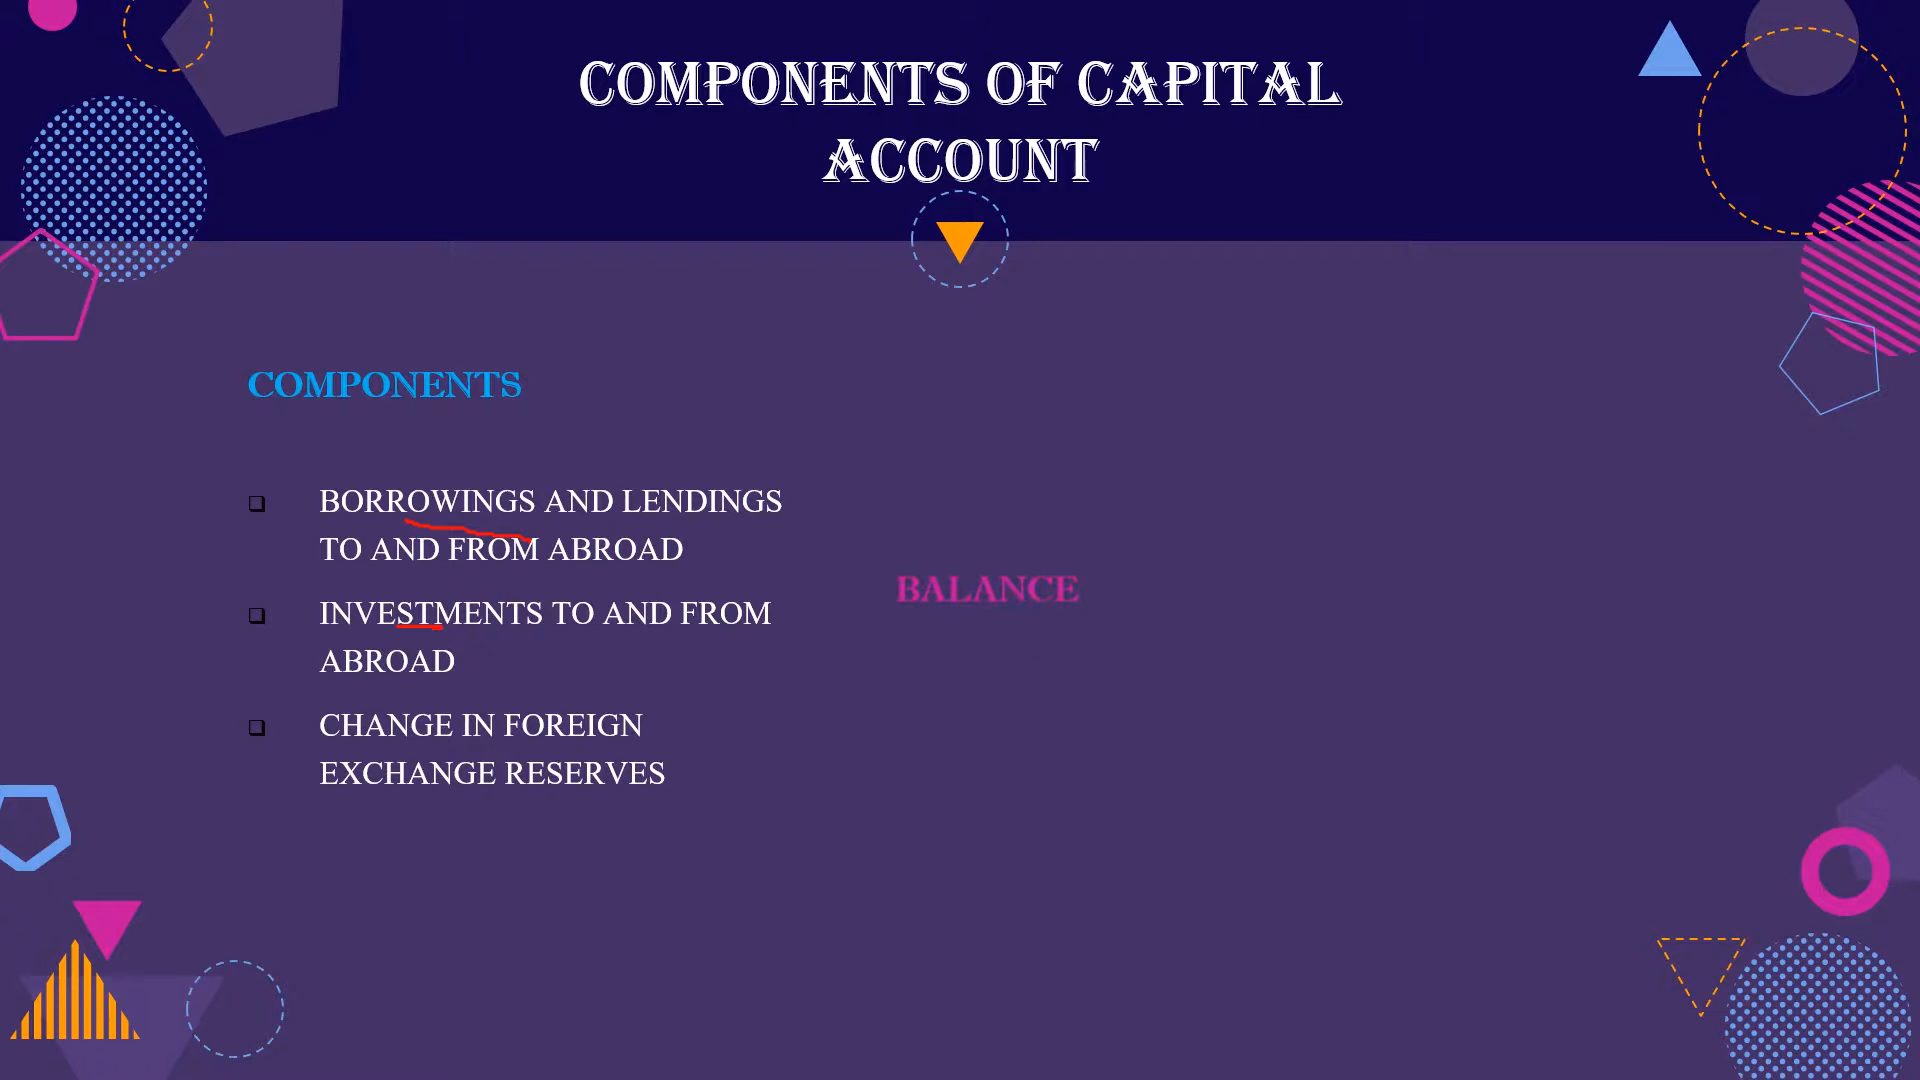 COMPONENTS OF CAPITAL
ACCOUNT
COMPONENTS
BORROWINGS AND LENDINGS
TO AND FROM ABROAD
INVESTMENTS TO AND FROM
ABROAD
CHANGE IN FOREIGN
EXCHANGE RESERVES
BALANCE